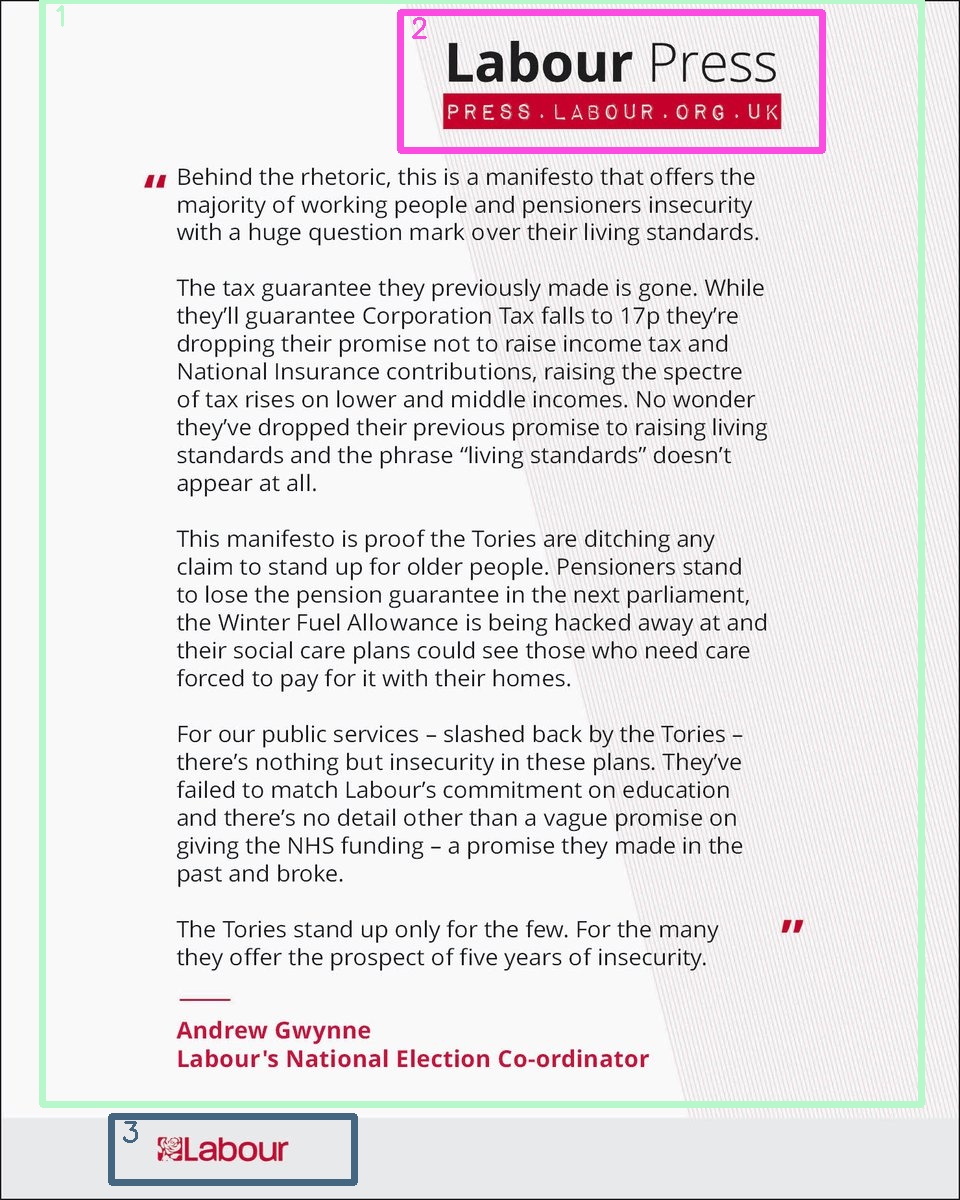 Labour Press
PRESS.LABOUR.ORG.UK
“ Behind the rhetoric, this is a manifesto that offers the
majority of working people and pensioners insecurity
with a huge question mark over their living standards.
The tax guarantee they previously made is gone. While
they’ll guarantee Corporation Tax falls to 17p they’re
dropping their promise not to raise income tax and
National Insurance contributions, raising the spectre
of tax rises on lower and middle incomes. No wonder
they’ve dropped their previous promise to raising living
standards and the phrase “living standards” doesn’t
appear at all.
This manifesto is proof the Tories are ditching any
claim to stand up for older people. Pensioners stand
to lose the pension guarantee in the next parliament,
the Winter Fuel Allowance is being hacked away at and
their social care plans could see those who need care
forced to pay for it with their homes.
For our public services – slashed back by the Tories –
there’s nothing but insecurity in these plans. They’ve
failed to match Labour’s commitment on education
and there’s no detail other than a vague promise on
giving the NHS funding – a promise they made in the
past and broke.
The Tories stand up only for the few. For the many ”
they offer the prospect of five years of insecurity.
Andrew Gwynne
Labour's National Election Co-ordinator
Labour
1
2
3